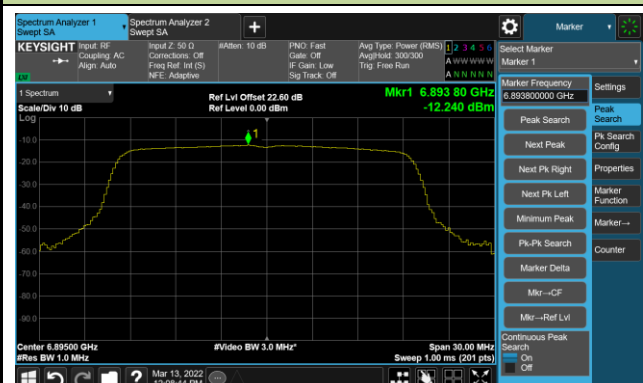 Spectrum Analyzer 1
Swept SA
Spectrum Analyzer 2
Swept SA
+
Marker
KEYSIGHT
Input: RF
Coupling: AC
Align: Auto
Input Z: 50 Ω
Corrections: Off
Freq Ref: Int (S)
NFE: Adaptive
#Atten: 10 dB
PNO: Fast
Gate: Off
IF Gain: Low
Sig Track: Off
Avg Type: Power (RMS)
Avg|Hold: 300/300
Trig: Free Run
1 2 3 4 5 6
A W W W W W
A N N N N N
LVI
Select Marker
Marker 1
1 Spectrum
Scale/Div 10 dB
Log
Ref Lvl Offset 22.60 dB
Ref Level 0.00 dBm
Mkr1 6.893 80 GHz
-12.240 dBm
1
-10.0
-20.0
-30.0
-40.0
-50.0
-60.0
-70.0
-80.0
-90.0
Center 6.89500 GHz
#Res BW 1.0 MHz
#Video BW 3.0 MHz*
Span 30.00 MHz
Sweep 1.00 ms (201 pts)
Marker Frequency
6.893800000 GHz
Peak Search
Next Peak
Next Pk Right
Next Pk Left
Minimum Peak
Pk-Pk Search
Marker Delta
Mkr→CF
Mkr→Ref Lvl
Continuous Peak
Search
On
Off
Settings
Peak
Search
Pk Search
Config
Properties
Marker
Function
Marker→
Counter
?
Mar 13, 2022